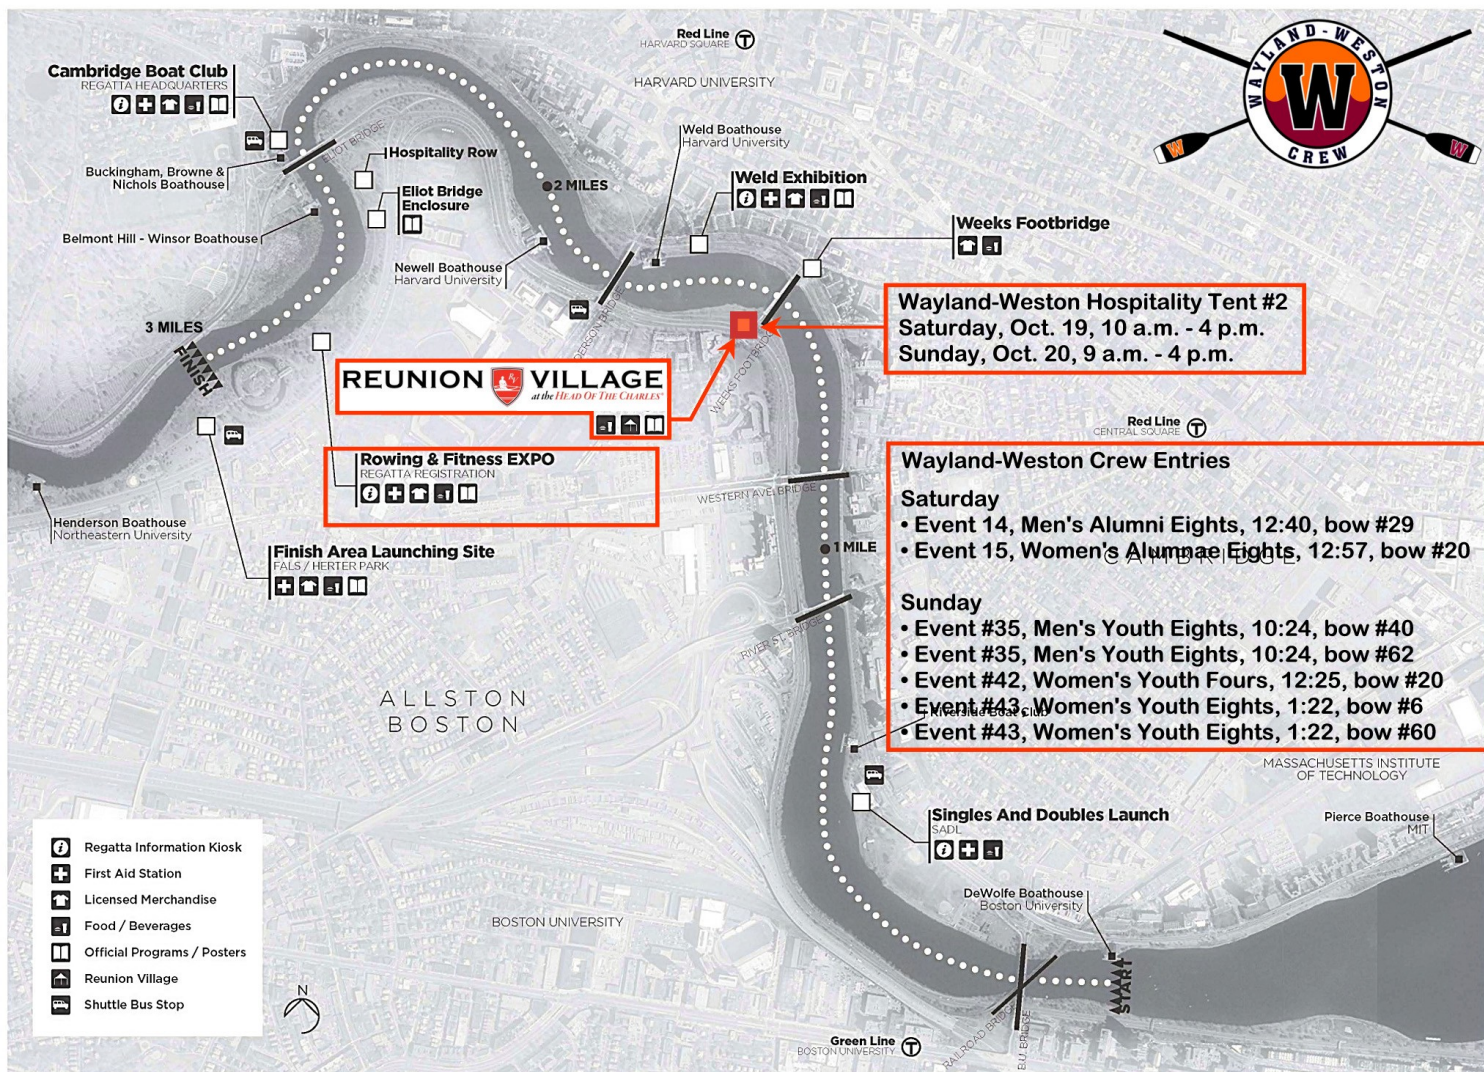 Red Line
HARVARD SQUARE
T
HARVARD UNIVERSITY
WAYLAND-WESTON
W
CREW
W
W
Cambridge Boat Club
REGATTA HEADQUARTERS
ELIOT BRIDGE
Buckingham, Browne &
Nichols Boathouse
Hospitality Row
Eliot Bridge
Enclosure
Belmont Hill - Winsor Boathouse
2 MILES
Weld Boathouse
Harvard University
Weld Exhibition
Newell Boathouse
Harvard University
Weeks Footbridge
Wayland-Weston Hospitality Tent #2
Saturday, Oct. 19, 10 a.m. - 4 p.m.
Sunday, Oct. 20, 9 a.m. - 4 p.m.
3 MILES
FINISH
WEEKS FOOTBRIDGE
REUNION VILLAGE
at the HEAD OF THE CHARLES
Red Line
CENTRAL SQUARE
T
Rowing & Fitness EXPO
REGATTA REGISTRATION
WESTERN AVE. BRIDGE
Henderson Boathouse
Northeastern University
Finish Area Launching Site
FALS / HERTER PARK
1 MILE
RIVER ST. BRIDGE
Wayland-Weston Crew Entries
Saturday
• Event 14, Men's Alumni Eights, 12:40, bow #29
• Event 15, Women's Alumnae Eights, 12:57, bow #20
CAMBRIDGE
Sunday
• Event #35, Men's Youth Eights, 10:24, bow #40
• Event #35, Men's Youth Eights, 10:24, bow #62
• Event #42, Women's Youth Fours, 12:25, bow #20
• Event #43, Women's Youth Eights, 1:22, bow #6
Riverside Boat Club
• Event #43, Women's Youth Eights, 1:22, bow #60
ALLSTON
BOSTON
MASSACHUSETTS INSTITUTE
OF TECHNOLOGY
Singles And Doubles Launch
SADL
Pierce Boathouse
MIT
DeWolfe Boathouse
Boston University
BOSTON UNIVERSITY
START
RAILROAD BRIDGE
B.U. BRIDGE
Green Line
BOSTON UNIVERSITY
T
Regatta Information Kiosk
First Aid Station
Licensed Merchandise
Food / Beverages
Official Programs / Posters
Reunion Village
Shuttle Bus Stop
N